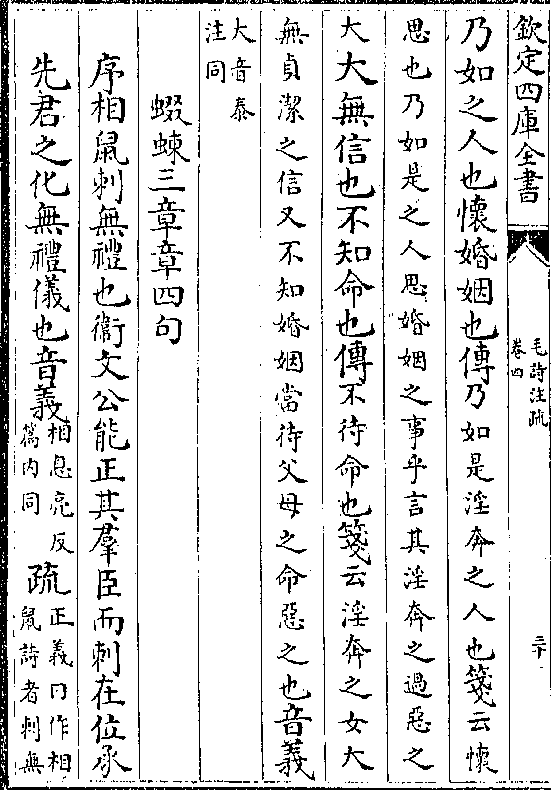 欽定四庫全書
毛詩注疏
卷四
三十
乃如之人也懷婚姻也傳乃如是淫奔之人也箋云懷
思也乃如是之人思婚姻之事乎言其淫奔之過惡之
大大無信也不知命也傳不待命也箋云淫奔之女大
無貞潔之信又不知婚姻當待父母之命惡之也音義
大音泰
注同
蝃蝀三章章四句
序相鼠刺無禮也衞文公能正其羣臣而刺在位承
先君之化無禮儀也音義
相息亮反
篇内同
疏
正義曰作相
鼠詩者刺無